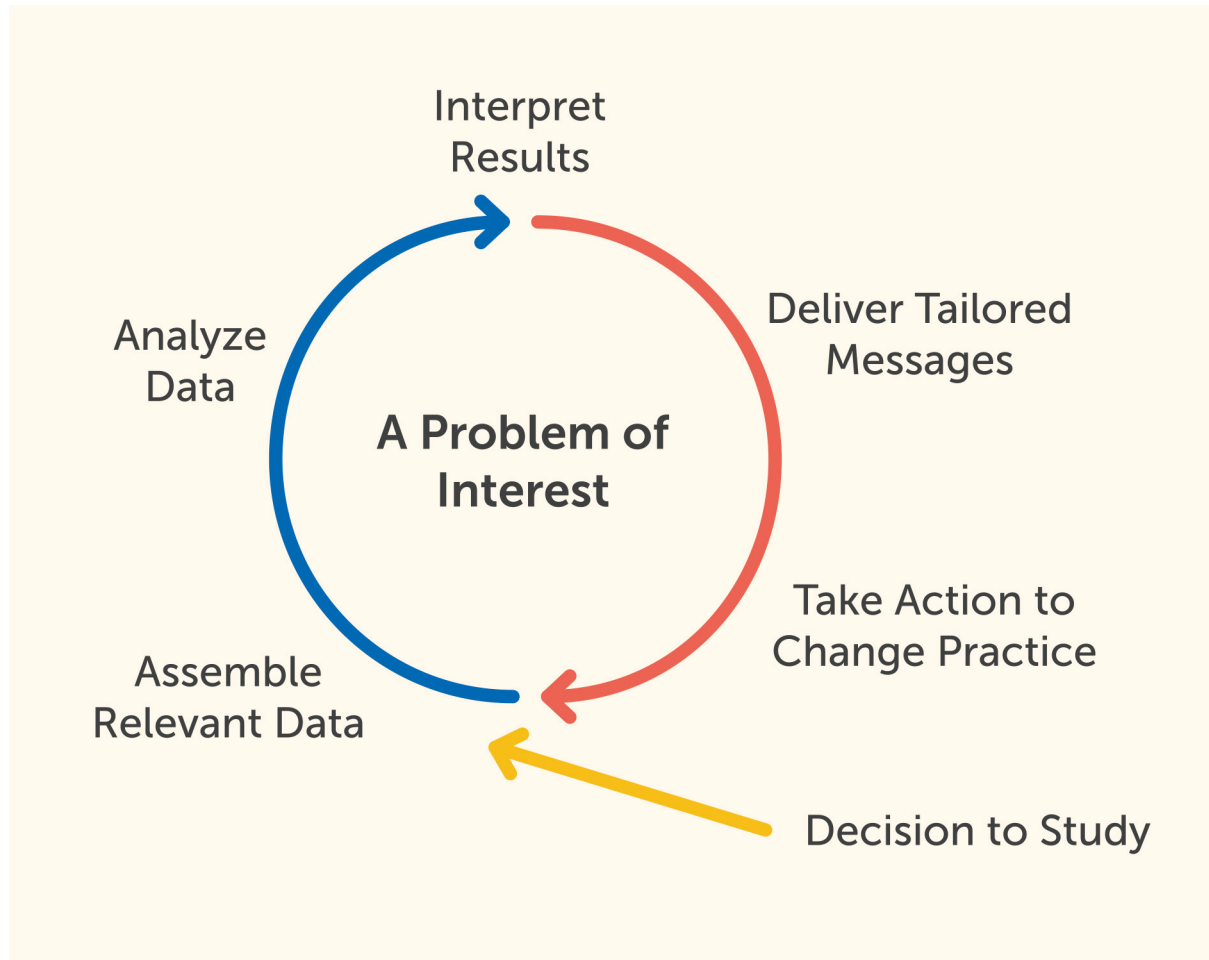 Interpret
Results
Deliver Tailored
Messages
Analyze
Data
A Problem of
Interest
Take Action to
Change Practice
Assemble
Relevant Data
Decision to Study